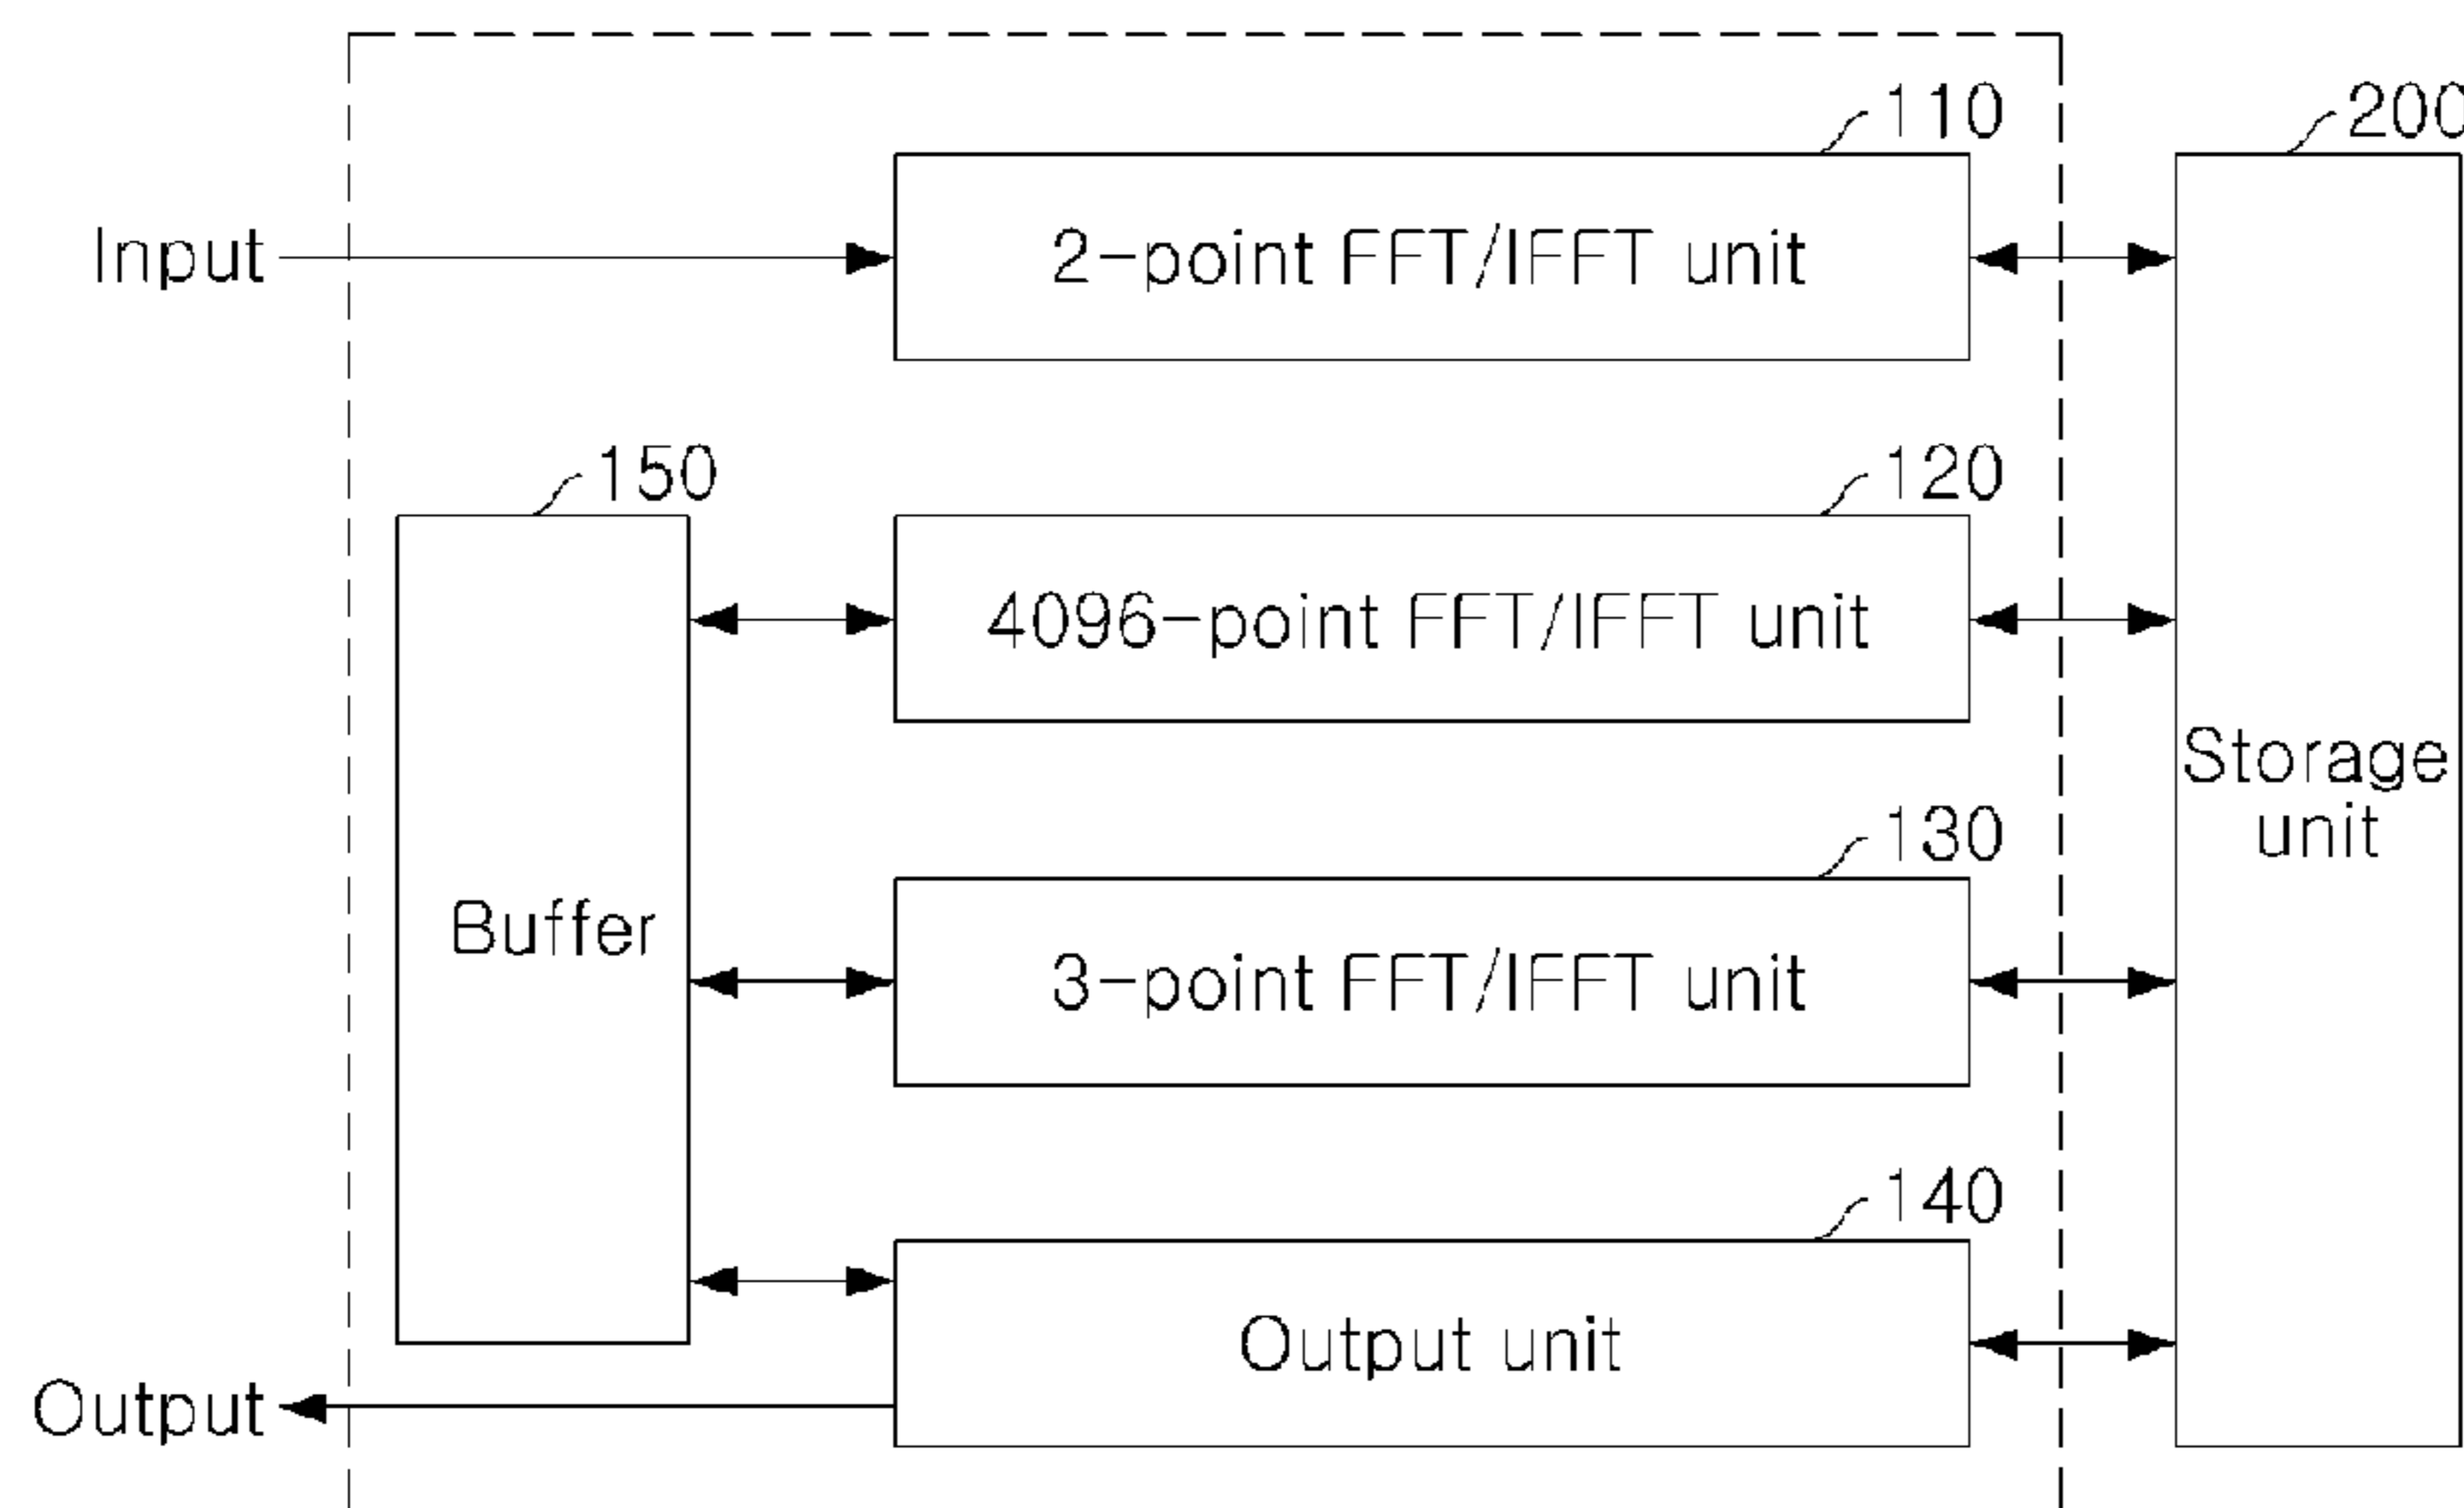 110
200
Input
2-point FFT/IFFT unit
150
120
4096-point FFT/IFFT unit
Storage
unit
130
Buffer
3-point FFT/IFFT unit
140
Output unit
Output